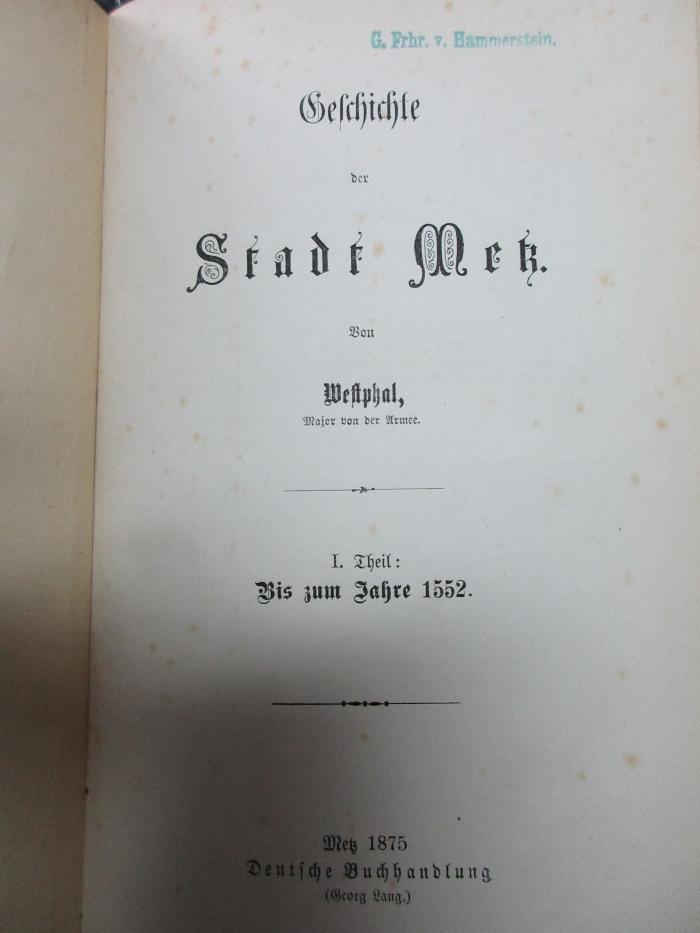 G. Frhr. v. Hammerstein.
Geschichte
der
Stadt Metz.
Von
Westphal,
Major von der Armee.
I. Theil:
Bis zum Jahre 1552.
Metz 1875
Deutsche Buchhandlung
(Georg Lang.)